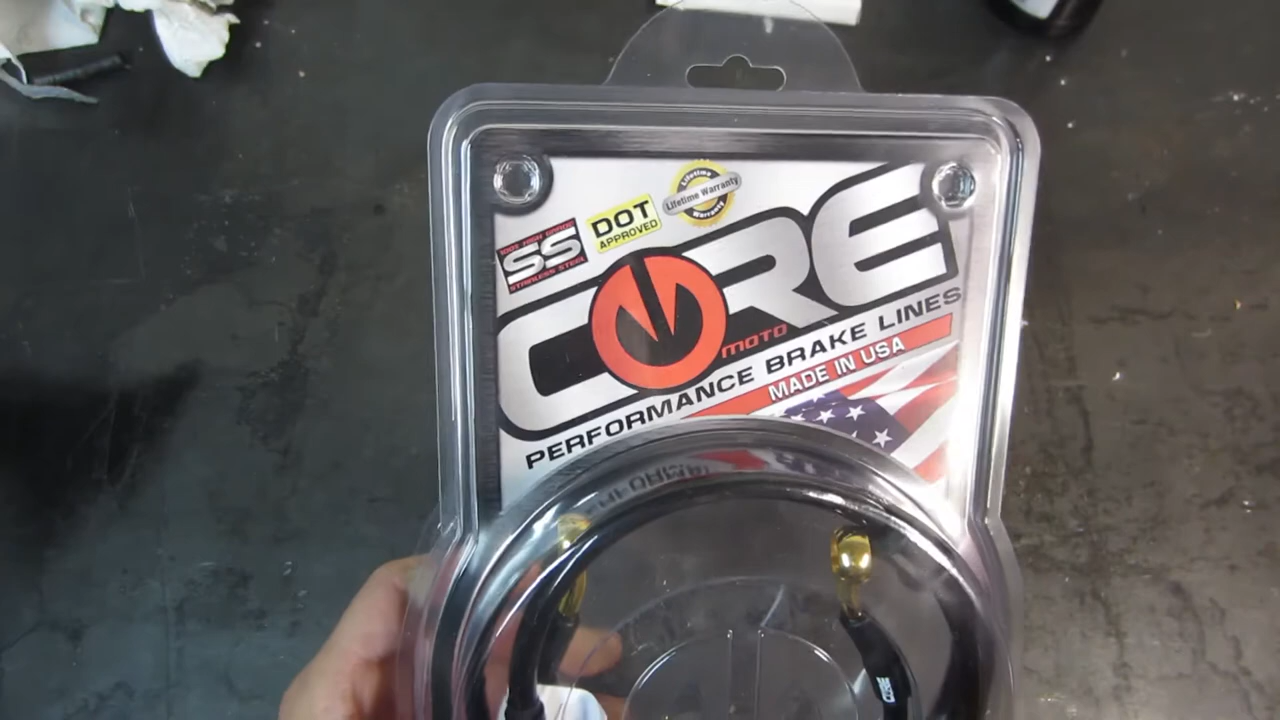 100% HIGH GRADE
SS
STAINLESS STEEL
DOT
APPROVED
Lifetime
Lifetime Warranty
Warranty
CORE
MOTO
PERFORMANCE BRAKE LINES
MADE IN USA
CORE